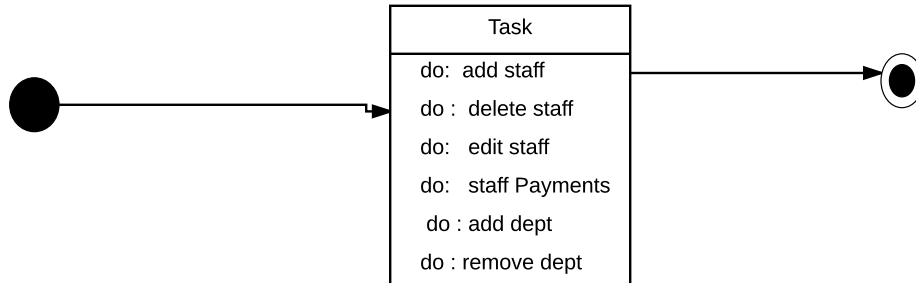 Task
do: add staff
do : delete staff
do: edit staff
do: staff Payments
do : add dept
do : remove dept